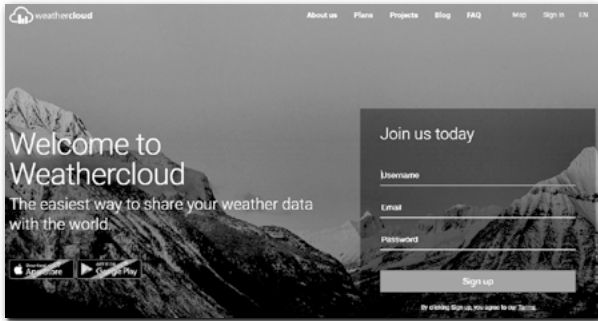 weathercloud
About us Plans Projects Blog FAQ Map Sign in EN
Welcome to
Weathercloud
The easiest way to share your weather data
with the world.
App Store
Google Play
Join us today
Username
Email
Password
Sign up
By clicking Sign up, you agree to our Terms.